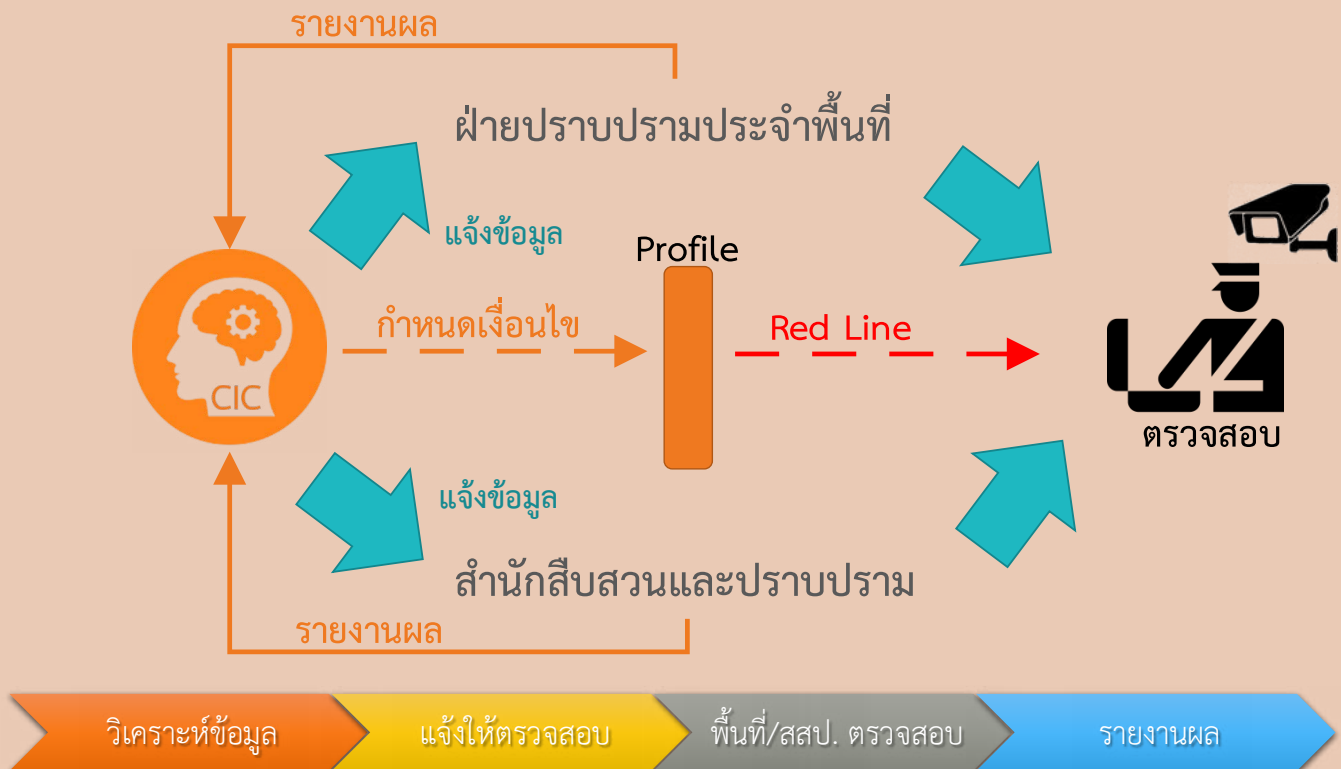 รายงานผล
ฝ่ายปราบปรามประจำพื้นที่
แจ้งข้อมูล
Profile
กำหนดเงื่อนไข
Red Line
CIC
ตรวจสอบ
แจ้งข้อมูล
สำนักสืบสวนและปราบปราม
รายงานผล
วิเคราะห์ข้อมูล
แจ้งให้ตรวจสอบ
พื้นที่/สสป. ตรวจสอบ
รายงานผล